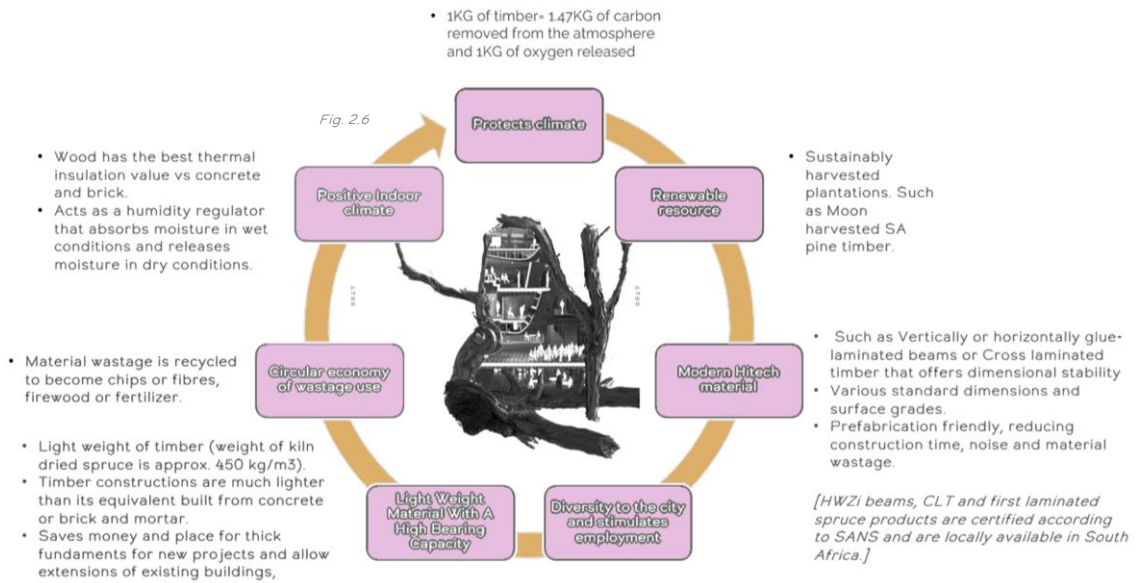 • 1KG of timber= 1.47KG of carbon
removed from the atmosphere
and 1KG of oxygen released
Fig. 2.6
Protects climate
• Wood has the best thermal
insulation value vs concrete
and brick.
• Acts as a humidity regulator
that absorbs moisture in wet
conditions and releases
moisture in dry conditions.
Positive Indoor
climate
Renewable
resource
• Sustainably
harvested
plantations. Such
as Moon
harvested SA
pine timber.
• Material wastage is recycled
to become chips or fibres,
firewood or fertilizer.
Circular economy
of wastage use
Modern Hitech
material
• Such as Vertically or horizontally glue-
laminated beams or Cross laminated
timber that offers dimensional stability
• Various standard dimensions and
surface grades.
• Prefabrication friendly, reducing
construction time, noise and material
wastage.
• Light weight of timber (weight of kiln
dried spruce is approx. 450 kg/m3).
• Timber constructions are much lighter
than its equivalent built from concrete
or brick and mortar.
• Saves money and place for thick
fundaments for new projects and allow
extensions of existing buildings,
Light Weight
Material With A
High Bearing
Capacity
Diversity to the city
and stimulates
employment
[HWZi beams, CLT and first laminated
spruce products are certified according
to SANS and are locally available in South
Africa.]